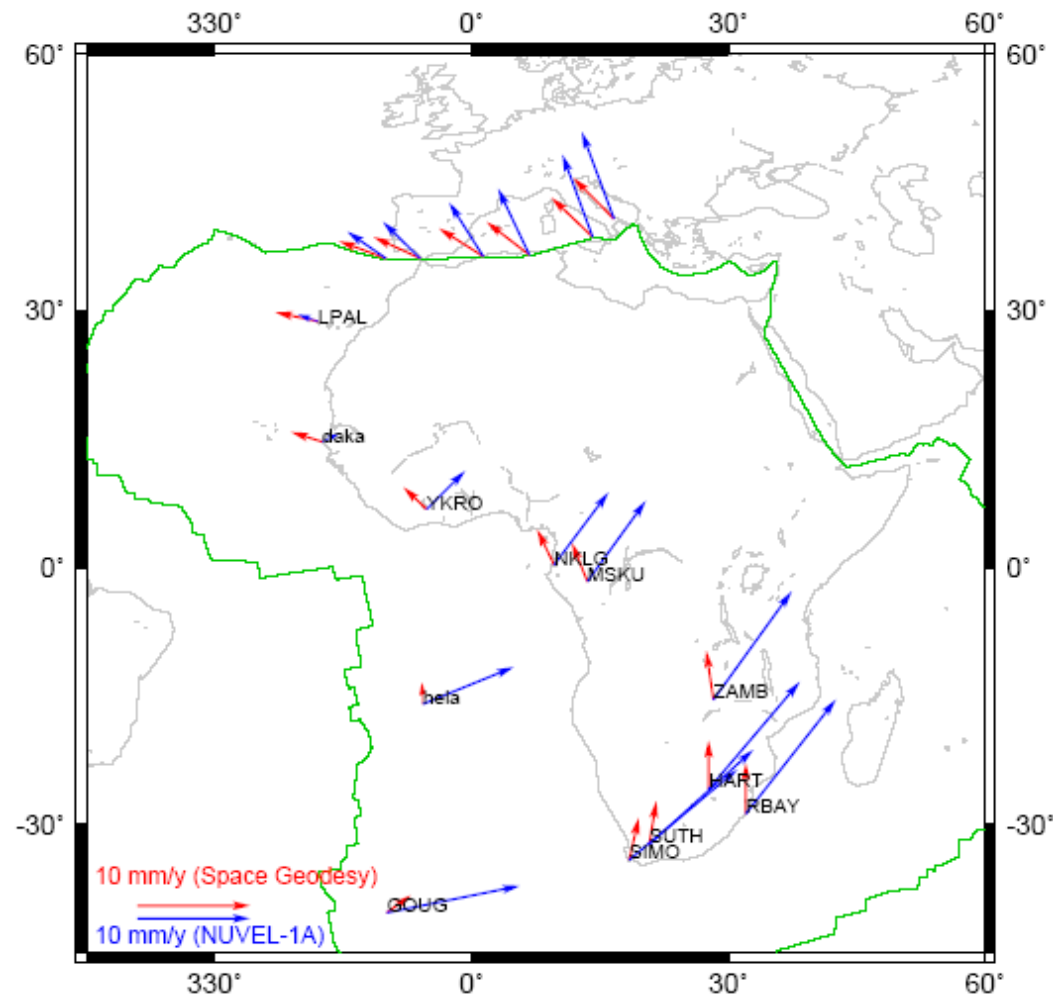 330° 0° 30° 60°
60° 60°
30° 30°
LPAL
daka
YKRO
0° 0°
NKLG
MSKU
hela
ZAMB
HART
RBAY
-30° -30°
SUTH
SIMO
10 mm/y (Space Geodesy)
GOUG
10 mm/y (NUVEL-1A)
330° 0° 30° 60°